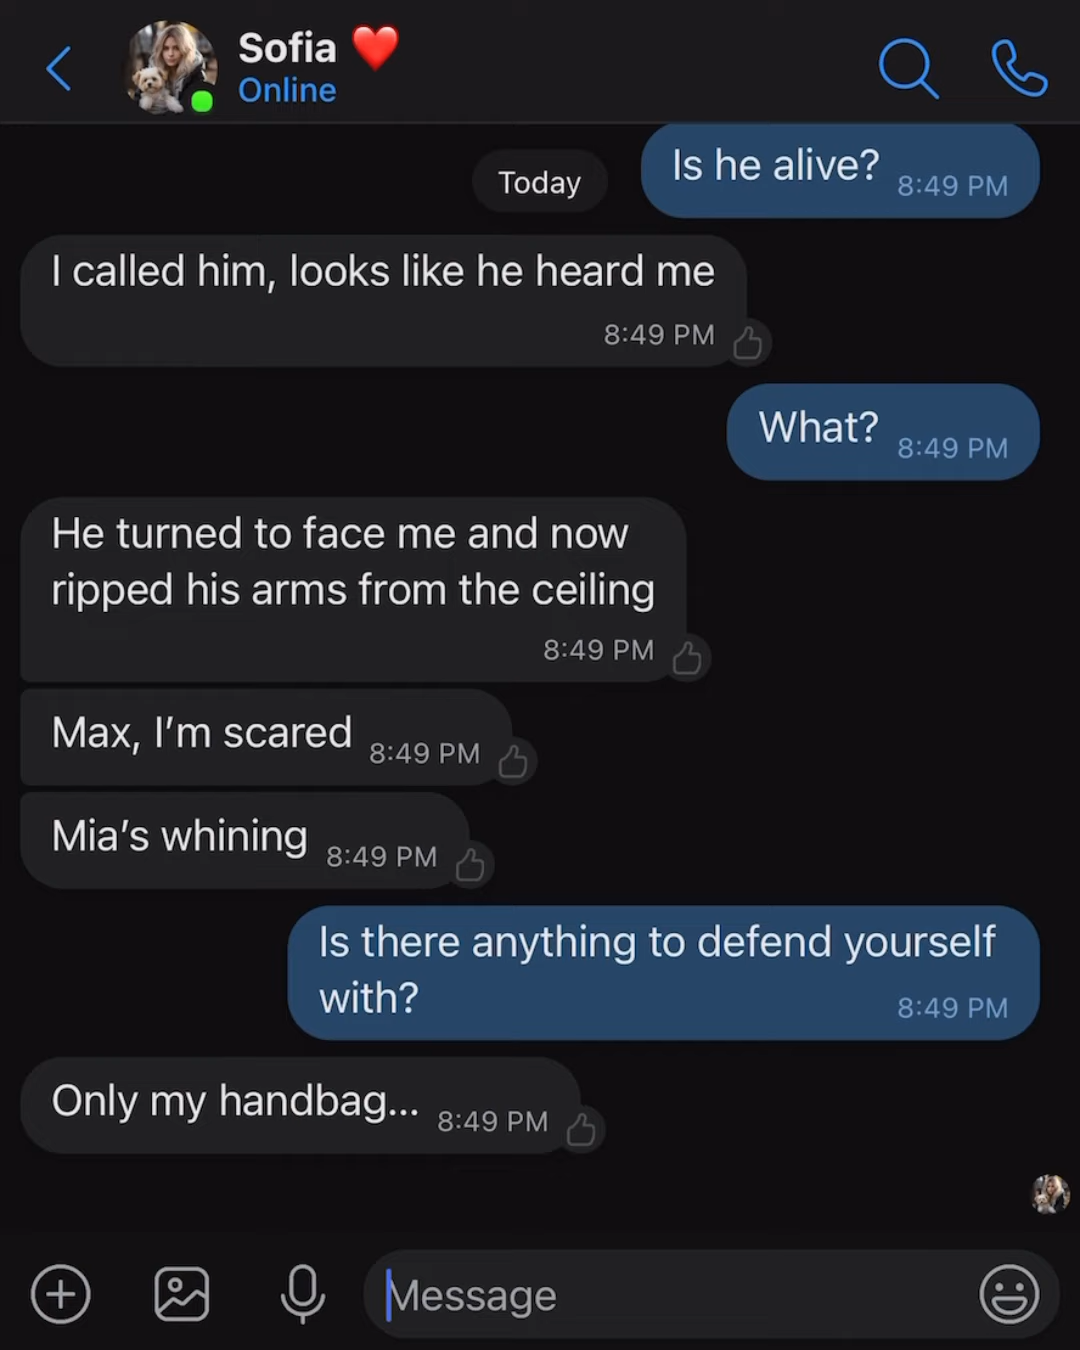 Sofia ❤️
Online
Is he alive?
8:49 PM
Today
I called him, looks like he heard me
8:49 PM
What?
8:49 PM
He turned to face me and now
ripped his arms from the ceiling
8:49 PM
Max, I’m scared
8:49 PM
Mia’s whining
8:49 PM
Is there anything to defend yourself
with?
8:49 PM
Only my handbag...
8:49 PM
Message